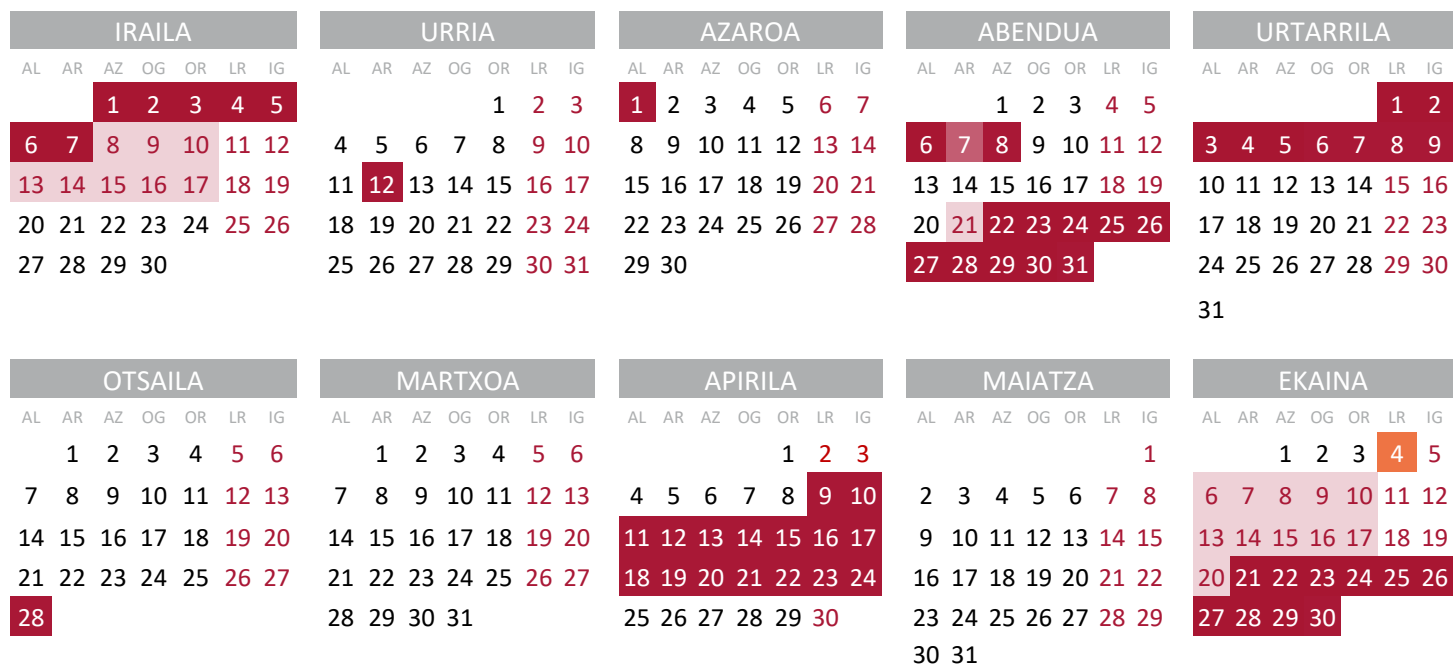 IRAILA URRIA AZAROA ABENDUA URTARRILA
AL AR AZ OG OR LR IG AL AR AZ OG OR LR IG AL AR AZ OG OR LR IG AL AR AZ OG OR LR IG AL AR AZ OG OR LR IG
1 2 3 4 5 1 2 3 1 2 3 4 5 6 7 1 2 3 4 5 1 2
6 7 8 9 10 11 12 4 5 6 7 8 9 10 8 9 10 11 12 13 14 6 7 8 9 10 11 12 3 4 5 6 7 8 9
13 14 15 16 17 18 19 11 12 13 14 15 16 17 15 16 17 18 19 20 21 13 14 15 16 17 18 19 10 11 12 13 14 15 16
20 21 22 23 24 25 26 18 19 20 21 22 23 24 22 23 24 25 26 27 28 20 21 22 23 24 25 26 17 18 19 20 21 22 23
27 28 29 30 25 26 27 28 29 30 31 29 30 27 28 29 30 31 24 25 26 27 28 29 30
31
OTSAILA MARTXOA APIRILA MAIATZA EKAINA
AL AR AZ OG OR LR IG AL AR AZ OG OR LR IG AL AR AZ OG OR LR IG AL AR AZ OG OR LR IG AL AR AZ OG OR LR IG
1 2 3 4 5 6 1 2 3 4 5 6 1 2 3 1 1 2 3 4 5
7 8 9 10 11 12 13 7 8 9 10 11 12 13 4 5 6 7 8 9 10 2 3 4 5 6 7 8 6 7 8 9 10 11 12
14 15 16 17 18 19 20 14 15 16 17 18 19 20 11 12 13 14 15 16 17 9 10 11 12 13 14 15 13 14 15 16 17 18 19
21 22 23 24 25 26 27 21 22 23 24 25 26 27 18 19 20 21 22 23 24 16 17 18 19 20 21 22 20 21 22 23 24 25 26
28 28 29 30 31 25 26 27 28 29 30 23 24 25 26 27 28 29 27 28 29 30
30 31